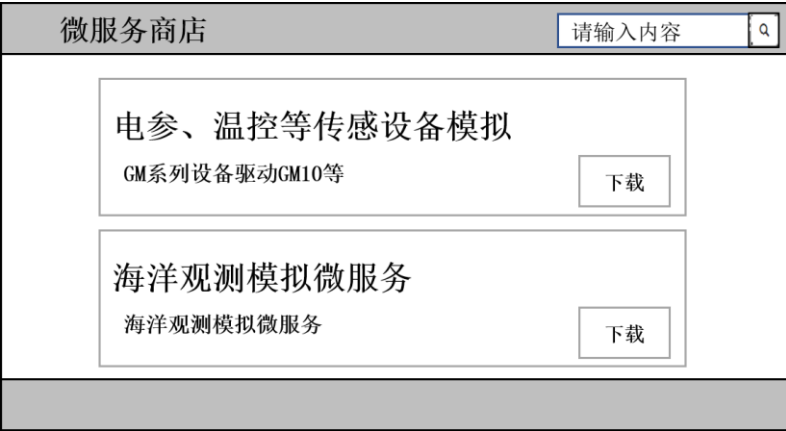 微服务商店
请输入内容
电参、温控等传感设备模拟
GM系列设备驱动GM10等
下载
海洋观测模拟微服务
海洋观测模拟微服务
下载